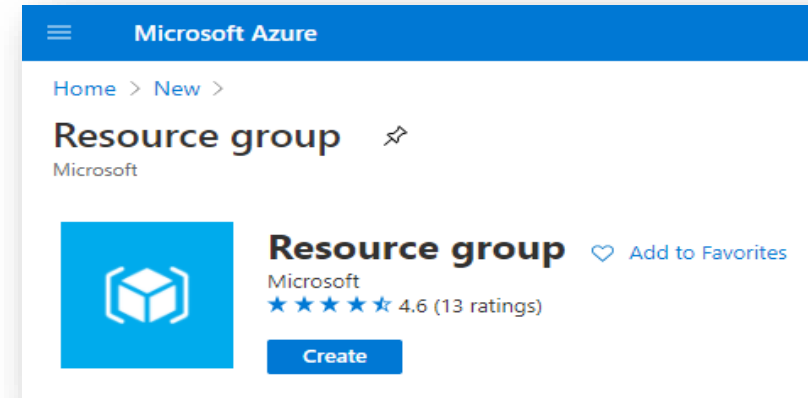 Microsoft Azure
Home > New >
Resource group
Microsoft
Resource group Add to Favorites
Microsoft
4.6 (13 ratings)
Create